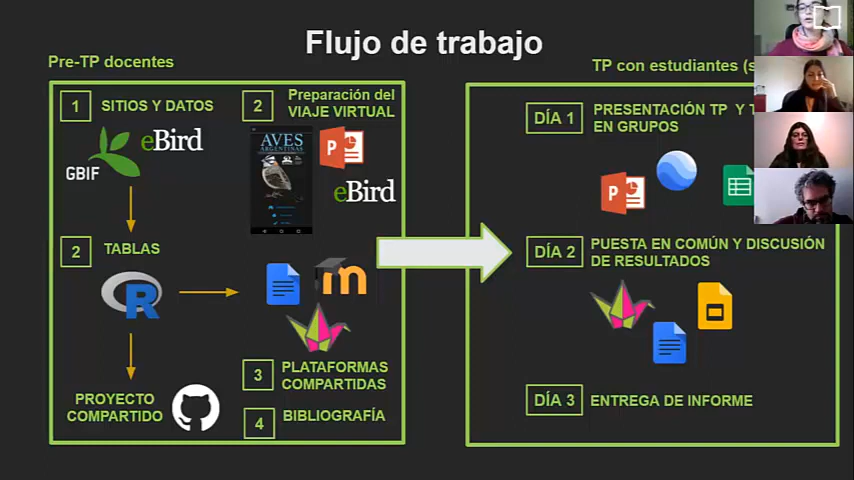 Flujo de trabajo
Pre-TP docentes
1 SITIOS Y DATOS
GBIF
eBird
2 Preparación del
VIAJE VIRTUAL
AVES
ARGENTINAS
P
eBird
2 TABLAS
R
m
PROYECTO
COMPARTIDO
3 PLATAFORMAS
COMPARTIDAS
4 BIBLIOGRAFÍA
TP con estudiantes (s
DÍA 1 PRESENTACIÓN TP Y T
EN GRUPOS
P
DÍA 2 PUESTA EN COMÚN Y DISCUSIÓN
DE RESULTADOS
DÍA 3 ENTREGA DE INFORME